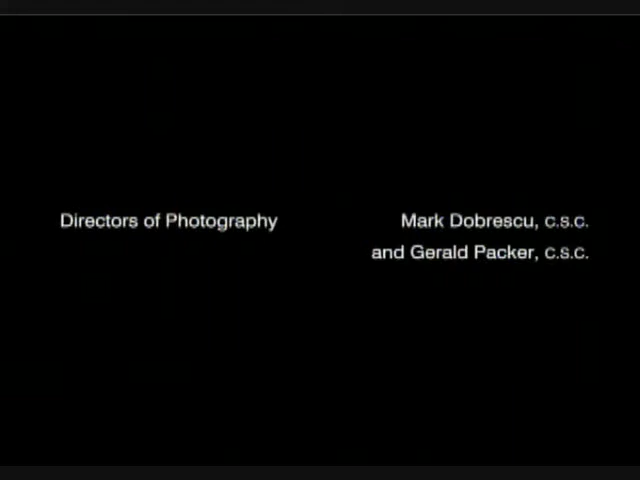 Directors of Photography Mark Dobrescu, C.S.C.
and Gerald Packer, C.S.C.